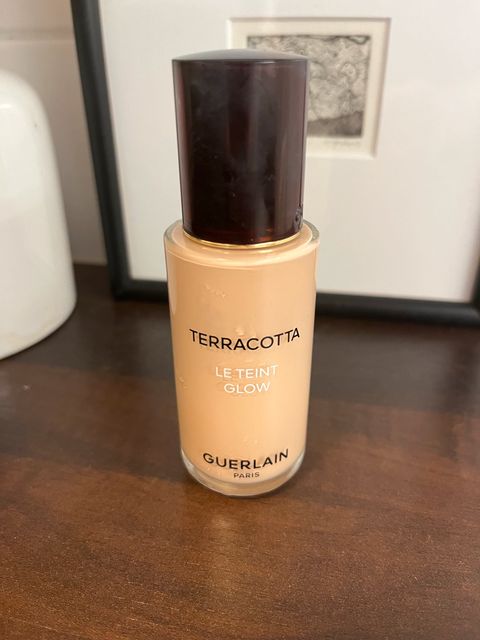 TERRACOTTA
LE TEINT
GLOW
GUERLAIN
PARIS